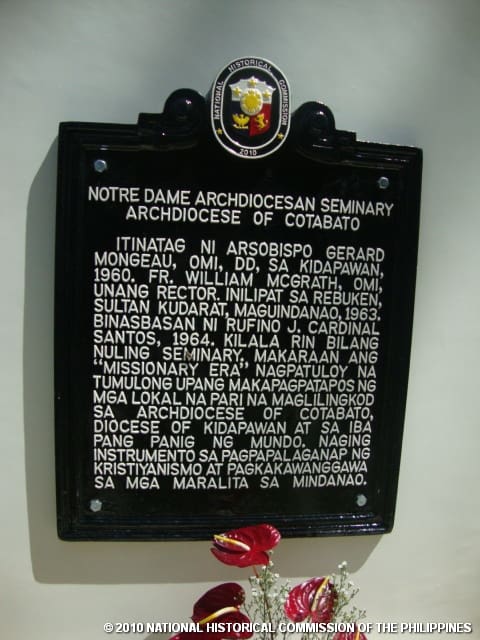 NATIONAL HISTORICAL COMMISSION
2010
NOTRE DAME ARCHDIOCESAN SEMINARY
ARCHDIOCESE OF COTABATO
ITINATAG NI ARSOBISPO GERARD
MONGEAU, OMI, DD, SA KIDAPAWAN,
1960. FR. WILLIAM MCGRATH, OMI,
UNANG RECTOR. INILIPAT SA REBUKEN,
SULTAN KUDARAT, MAGUINDANAO, 1963.
BINASBASAN NI RUFINO J. CARDINAL
SANTOS, 1964. KILALA RIN BILANG
NULING SEMINARY, MAKARAAN ANG
“MISSIONARY ERA” NAGPATULOY NA
TUMULONG UPANG MAKAPAGPATAPOS NG
MGA LOKAL NA PARI NA MAGLILINGKOD
SA ARCHDIOCESE OF COTABATO,
DIOCESE OF KIDAPAWAN AT SA IBA
PANG PANIG NG MUNDO. NAGING
INSTRUMENTO SA PAGPAPALAGANAP NG
KRISTIYANISMO AT PAGKAKAWANGGAWA
SA MGA MARALITA SA MINDANAO.
© 2010 NATIONAL HISTORICAL COMMISSION OF THE PHILIPPINES